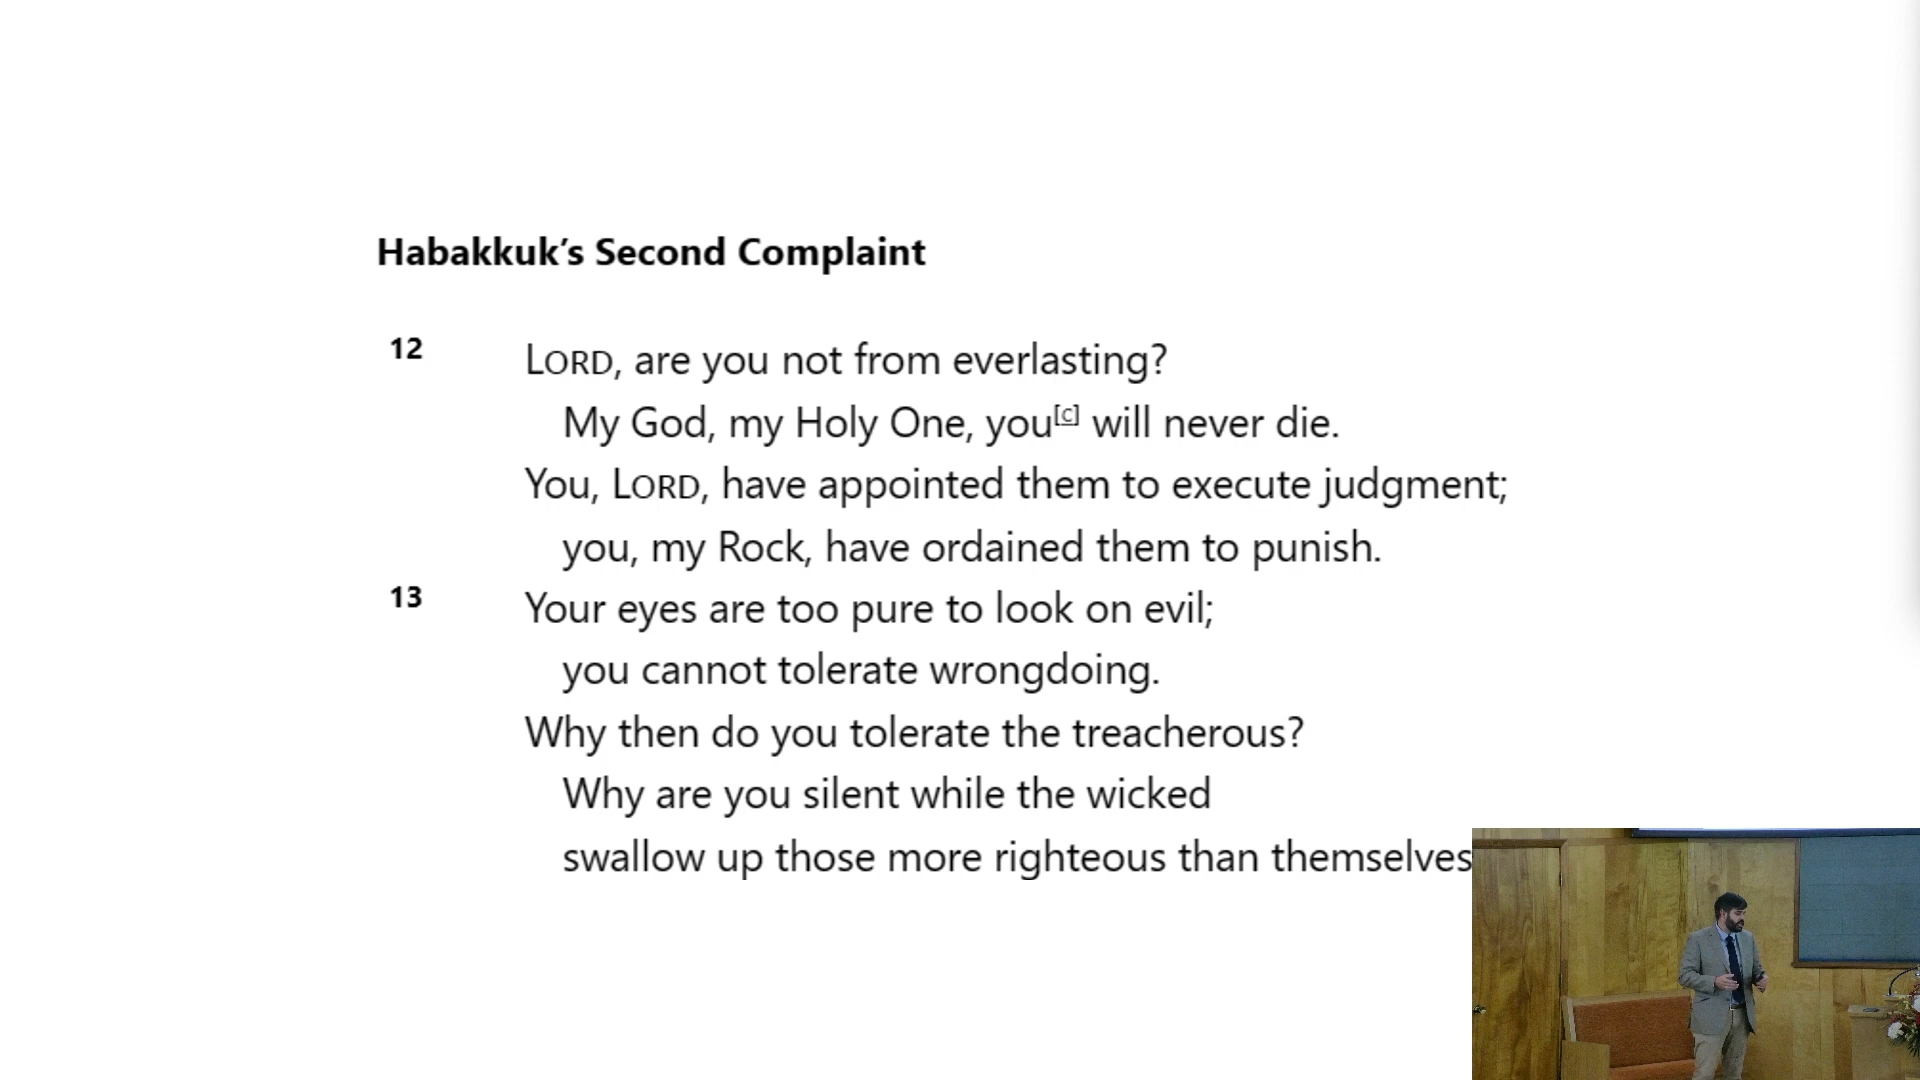 Habakkuk’s Second Complaint
12 LORD, are you not from everlasting?
My God, my Holy One, you[c] will never die.
You, LORD, have appointed them to execute judgment;
you, my Rock, have ordained them to punish.
13 Your eyes are too pure to look on evil;
you cannot tolerate wrongdoing.
Why then do you tolerate the treacherous?
Why are you silent while the wicked
swallow up those more righteous than themselves